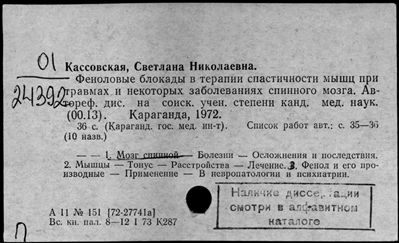 01
24392
Кассовская, Светлана Николаевна.
Феноловые блокады в терапии спастичности мышц при
травмах и некоторых заболеваниях спинного мозга. Ав-
тореф. дис. на соиск. учен. степени канд. мед. наук.
(00.13). Караганда, 1972.
36 с. (Караганд. гос. мед. ин-т). Список работ авт.: с. 35—36
(10 назв.)
— — 1. Мозг спинной — Болезни — Осложнения и последствия.
2. Мышцы — Тонус — Расстройства — Лечение. 3. Фенол и его про-
изводные — Применение — В невропатологии и психиатрии.
Наличие диссертации
смотри в алфавитном
каталоге
А 11 № 151 [72-27741а]
Вс. кн. пал. 8—12 I 73 К287
П